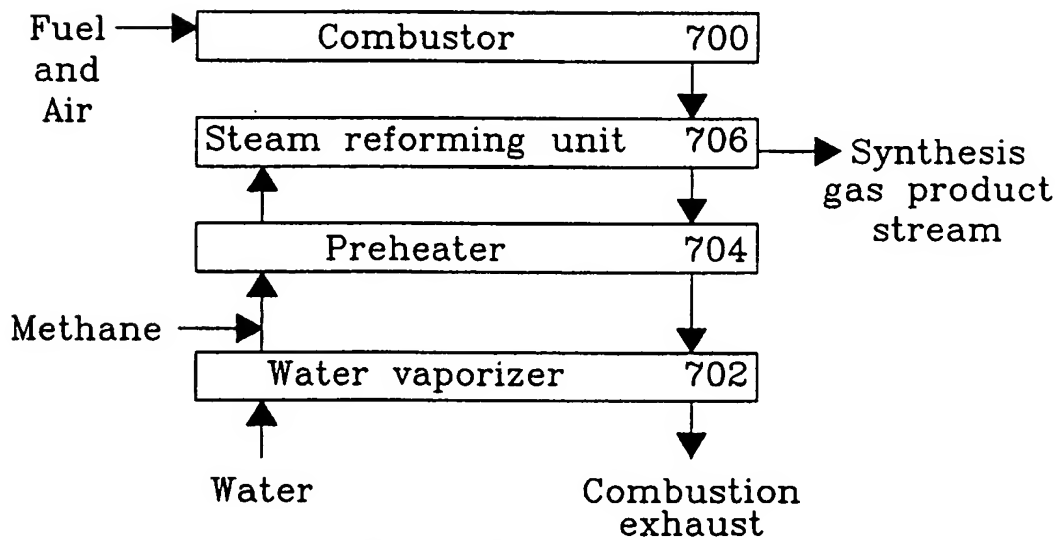 Fuel
and
Air
Combustor 700
Steam reforming unit 706
Synthesis
gas product
stream
Preheater 704
Methane
Water vaporizer 702
Water
Combustion
exhaust